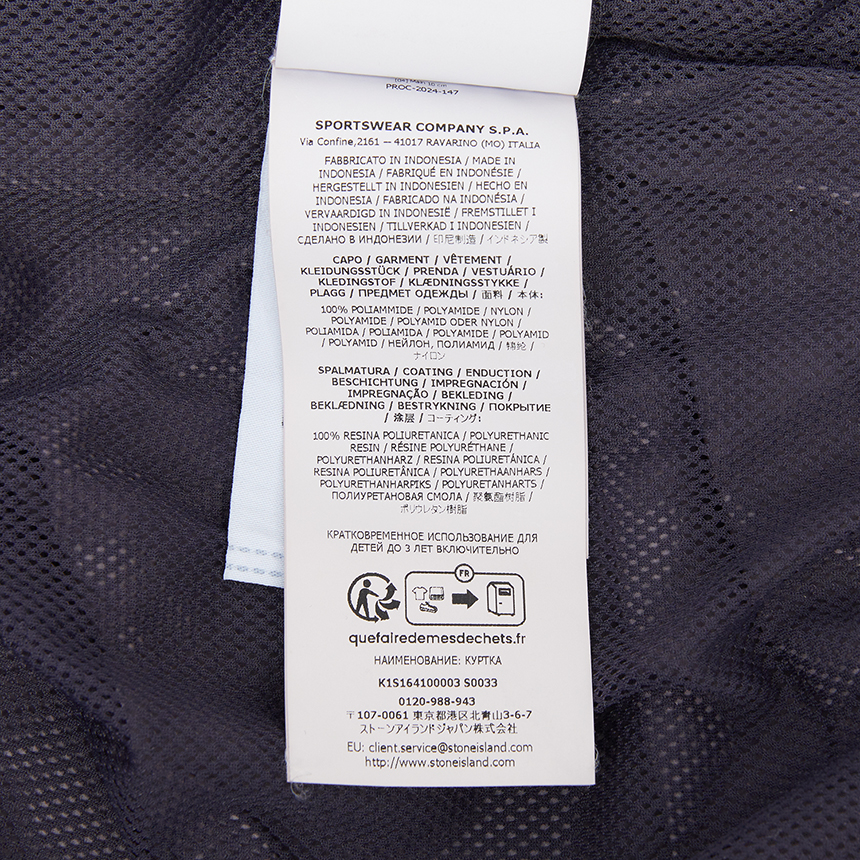 PROC-2024-147
SPORTSWEAR COMPANY S.P.A.
Via Confine,2161 – 41017 RAVARINO (MO) ITALIA
FABBRICATO IN INDONESIA / MADE IN
INDONESIA / FABRIQUÉ EN INDONÉSIE /
HERGESTELLT IN INDONESIEN / HECHO EN
INDONESIA / FABRICADO NA INDONÉSIA /
VERVAARDIGD IN INDONESIË / FREMSTILLET I
INDONESIEN / TILLVERKAD I INDONESIEN /
СДЕЛАНО В ИНДОНЕЗИИ / 印尼制造 / インドネシア製
CAPO / GARMENT / VÊTEMENT /
KLEIDUNGSSTÜCK / PRENDA / VESTUÁRIO /
KLEDINGSTOF / KLÆDNINGSSTYKKE /
PLAGG / ПРЕДМЕТ ОДЕЖДЫ / 面料 / 本体:
100% POLIAMMIDE / POLYAMIDE / NYLON /
POLYAMIDE / POLYAMID ODER NYLON /
POLIAMIDA / POLIAMIDA / POLYAMIDE / POLYAMID
/ POLYAMID / НЕЙЛОН, ПОЛИАМИД / 锦纶 /
ナイロン
SPALMATURA / COATING / ENDUCTION /
BESCHICHTUNG / IMPREGNACIÓN /
IMPREGNAÇÃO / BEKLEDING /
BEKLÆDNING / BESTRYKNING / ПОКРЫТИЕ
/ 涂层 / コーティング:
100% RESINA POLIURETANICA / POLYURETHANIC
RESIN / RÉSINE POLYURÉTHANE /
POLYURETHANHARZ / RESINA POLIURETÁNICA /
RESINA POLIURETÂNICA / POLYURETHAANHARS /
POLYURETHANHARPIKS / POLYURETANHARTS /
ПОЛИУРЕТАНОВАЯ СМОЛА / 聚氨酯树脂 /
ポリウレタン樹脂
КРАТКОВРЕМЕННОЕ ИСПОЛЬЗОВАНИЕ ДЛЯ
ДЕТЕЙ ДО 3 ЛЕТ ВКЛЮЧИТЕЛЬНО
FR
quefairedemesdechets.fr
НАИМЕНОВАНИЕ: КУРТКА
K1S164100003 S0033
0120-988-943
〒107-0061 東京都港区北青山3-6-7
ストーンアイランドジャパン株式会社
EU: client.service@stoneisland.com
http://www.stoneisland.com